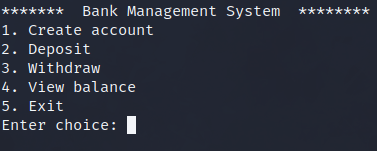 *******  Bank Management System  ********
1. Create account
2. Deposit
3. Withdraw
4. View balance
5. Exit
Enter choice: